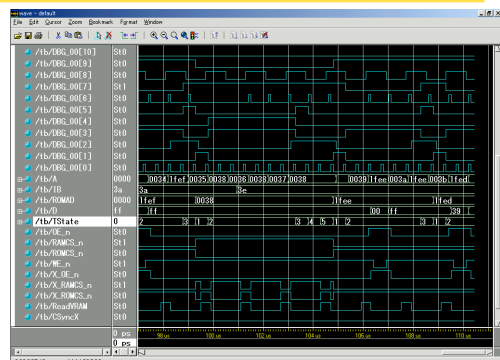 wave - default
File Edit Cursor Zoom Bookmark Format Window
/tb/DBG_00[10] St0
/tb/DBG_00[9] St0
/tb/DBG_00[8] St0
/tb/DBG_00[7] St1
/tb/DBG_00[6] St1
/tb/DBG_00[5] St0
/tb/DBG_00[4] St0
/tb/DBG_00[3] St0
/tb/DBG_00[2] St0
/tb/DBG_00[1] St0
/tb/DBG_00[0] St0
/tb/A 0000 0034 1fef 0035 0038 0036 0038 0037 0038 0039 1fee 003a 1fee 003b 1fed
/tb/IB 3a 3a 3e
/tb/ROMAD 0000 1fef 0038 1fee 1fed
/tb/D ff ff 00 ff 39
/tb/TState 0 2 3 1 2 3 4 5 1 2 3 1 2
/tb/OE_n St0
/tb/RAMCS_n St1
/tb/ROMCS_n St0
/tb/WE_n St1
/tb/X_OE_n St0
/tb/X_RAMCS_n St1
/tb/X_ROMCS_n St0
/tb/ReadVRAM St0
/tb/CSyncX St0
0 ps 98 us 100 us 102 us 104 us 106 us 108 us 110 us
0 ps